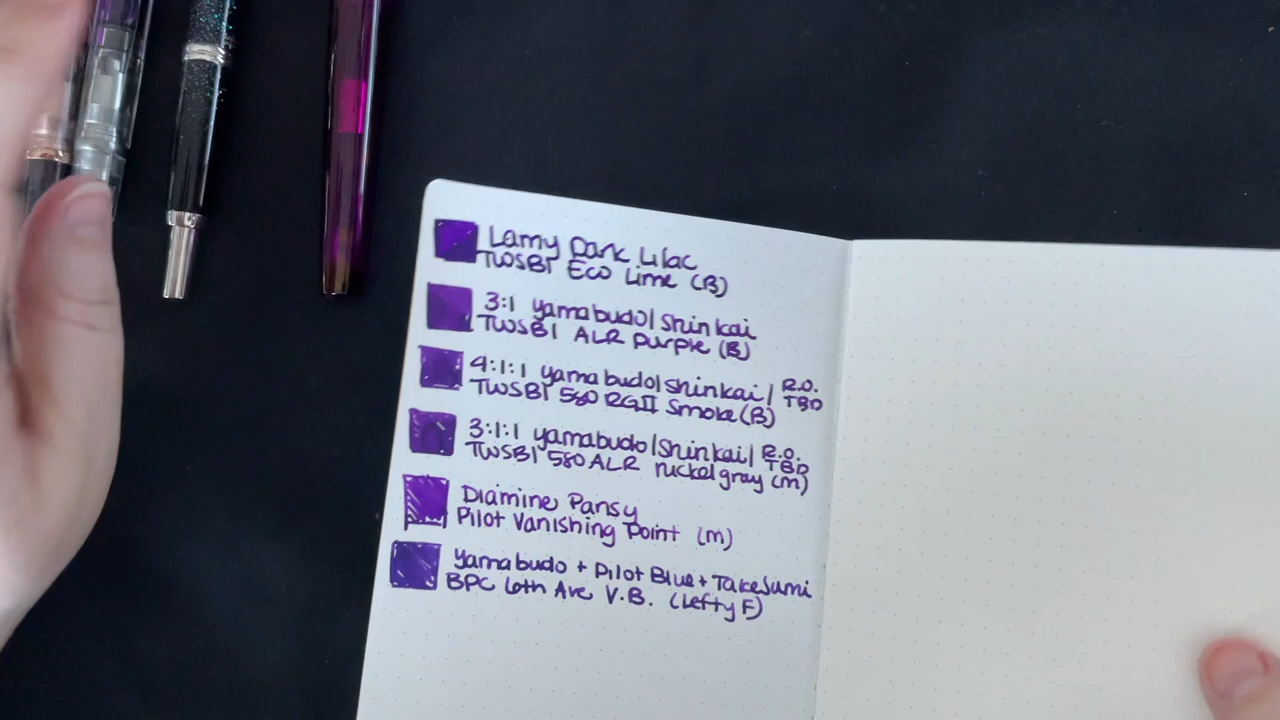 Lamy Dark Lilac
TWSBI Eco Lime (B)
3:1 yamabudo/shinkai
TWSBI ALR purple (B)
4:1:1 yamabudo/shinkai/ R.O. TBD
TWSBI 580 RGII Smoke (B)
3:1:1 yamabudo/shinkai/ R.O. TBD
TWSBI 580 ALR nickel gray (m)
Diamine Pansy
Pilot Vanishing Point (m)
yamabudo + Pilot Blue + TakeSumi
BPC 6th Ave V.B. (Lefty F)